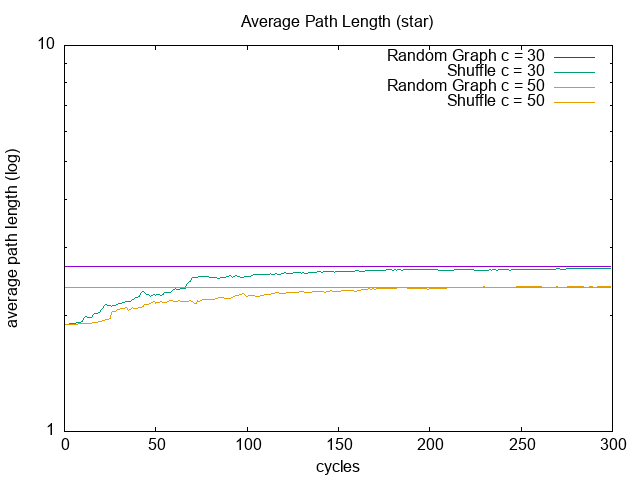 Average Path Length (star)
10
Random Graph c = 30
Shuffle c = 30
Random Graph c = 50
Shuffle c = 50
average path length (log)
1
0 50 100 150 200 250 300
cycles